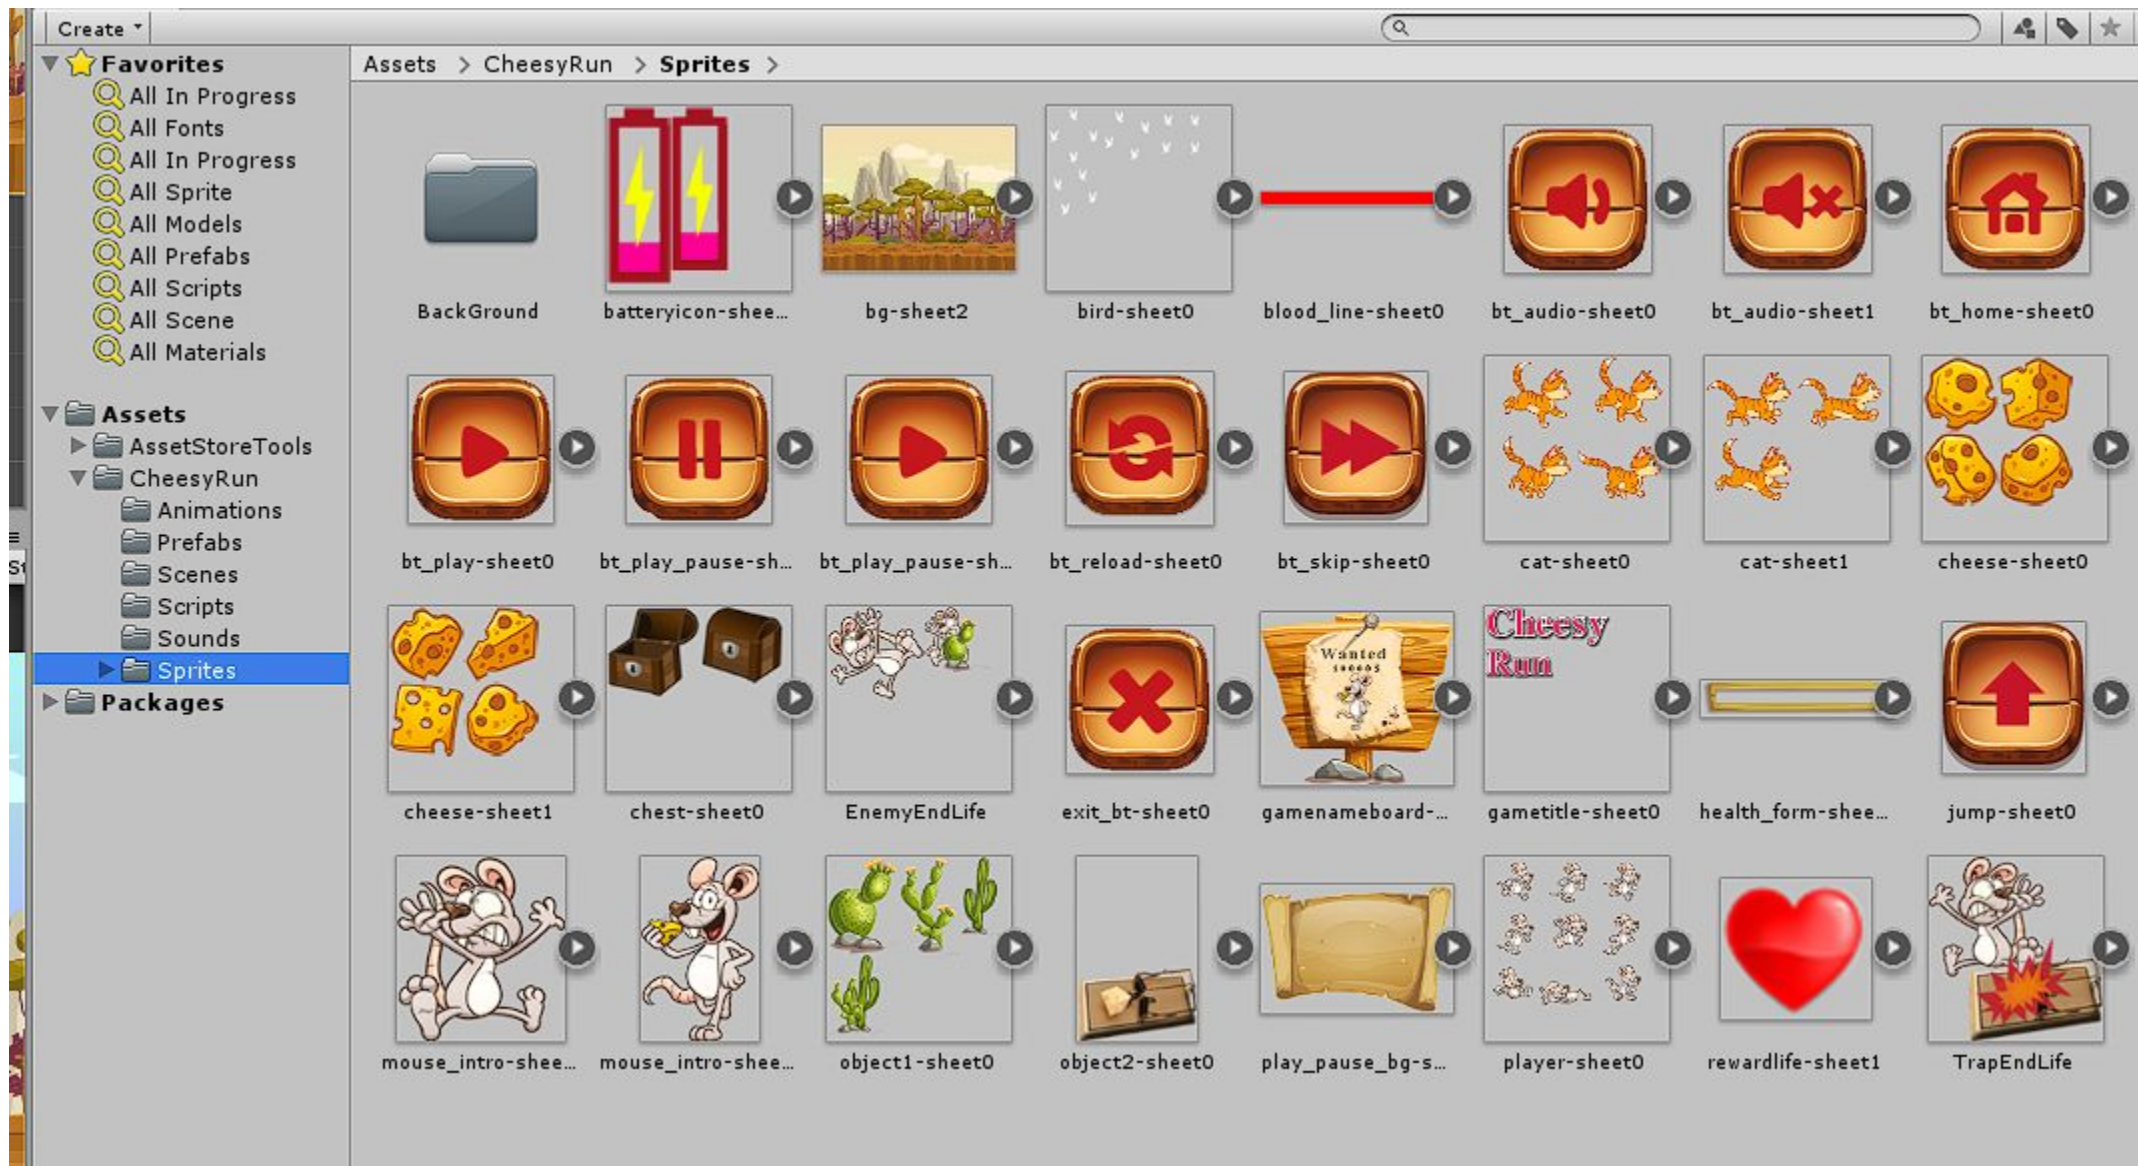 Create
Favorites
All In Progress
All Fonts
All In Progress
All Sprite
All Models
All Prefabs
All Scripts
All Scene
All Materials
Assets
AssetStoreTools
CheesyRun
Animations
Prefabs
Scenes
Scripts
Sounds
Sprites
Packages
Assets > CheesyRun > Sprites >
BackGround batteryicon-shee... bg-sheet2 bird-sheet0 blood_line-sheet0 bt_audio-sheet0 bt_audio-sheet1 bt_home-sheet0
bt_play-sheet0 bt_play_pause-sh... bt_play_pause-sh... bt_reload-sheet0 bt_skip-sheet0 cat-sheet0 cat-sheet1 cheese-sheet0
Wanted
Cheesy
Run
cheese-sheet1 chest-sheet0 EnemyEndLife exit_bt-sheet0 gamenameboard-... gametitle-sheet0 health_form-shee... jump-sheet0
mouse_intro-shee... mouse_intro-shee... object1-sheet0 object2-sheet0 play_pause_bg-s... player-sheet0 rewardlife-sheet1 TrapEndLife